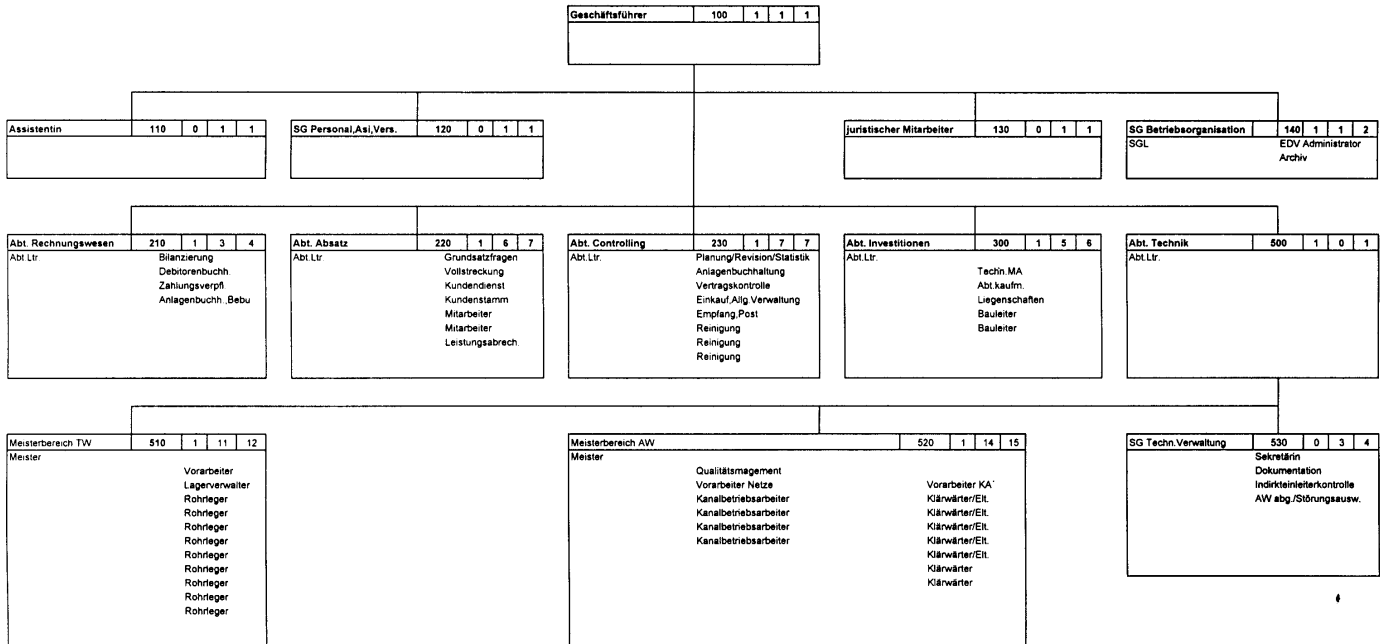 Geschäftsführer 100 1 1 1
Assistentin 110 0 1 1
SG Personal,Asi,Vers. 120 0 1 1
juristischer Mitarbeiter 130 0 1 1
SG Betriebsorganisation 140 1 1 2
SGL EDV Administrator
Archiv
Abt. Rechnungswesen 210 1 3 4
Abt.Ltr. Bilanzierung
Debitorenbuchh.
Zahlungsverpfl.
Anlagenbuchh.,Bebu
Abt. Absatz 220 1 6 7
Abt.Ltr. Grundsatzfragen
Vollstreckung
Kundendienst
Kundenstamm
Mitarbeiter
Mitarbeiter
Leistungsabrech.
Abt. Controlling 230 1 7 7
Abt.Ltr. Planung/Revision/Statistik
Anlagenbuchhaltung
Vertragskontrolle
Einkauf,Allg.Verwaltung
Empfang,Post
Reinigung
Reinigung
Reinigung
Abt. Investitionen 300 1 5 6
Abt.Ltr.
Techn.MA
Abt.kaufm.
Liegenschaften
Bauleiter
Bauleiter
Abt. Technik 500 1 0 1
Abt.Ltr.
Meisterbereich TW 510 1 11 12
Meister
Vorarbeiter
Lagerverwalter
Rohrleger
Rohrleger
Rohrleger
Rohrleger
Rohrleger
Rohrleger
Rohrleger
Rohrleger
Rohrleger
Meisterbereich AW 520 1 14 15
Meister
Qualitätsmagement
Vorarbeiter Netze Vorarbeiter KA
Kanalbetriebsarbeiter Klärwärter/Elt.
Kanalbetriebsarbeiter Klärwärter/Elt.
Kanalbetriebsarbeiter Klärwärter/Elt.
Kanalbetriebsarbeiter Klärwärter/Elt.
Klärwärter/Elt.
Klärwärter
Klärwärter
SG Techn.Verwaltung 530 0 3 4
Sekretärin
Dokumentation
Indirkteinleiterkontrolle
AW abg./Störungsausw.